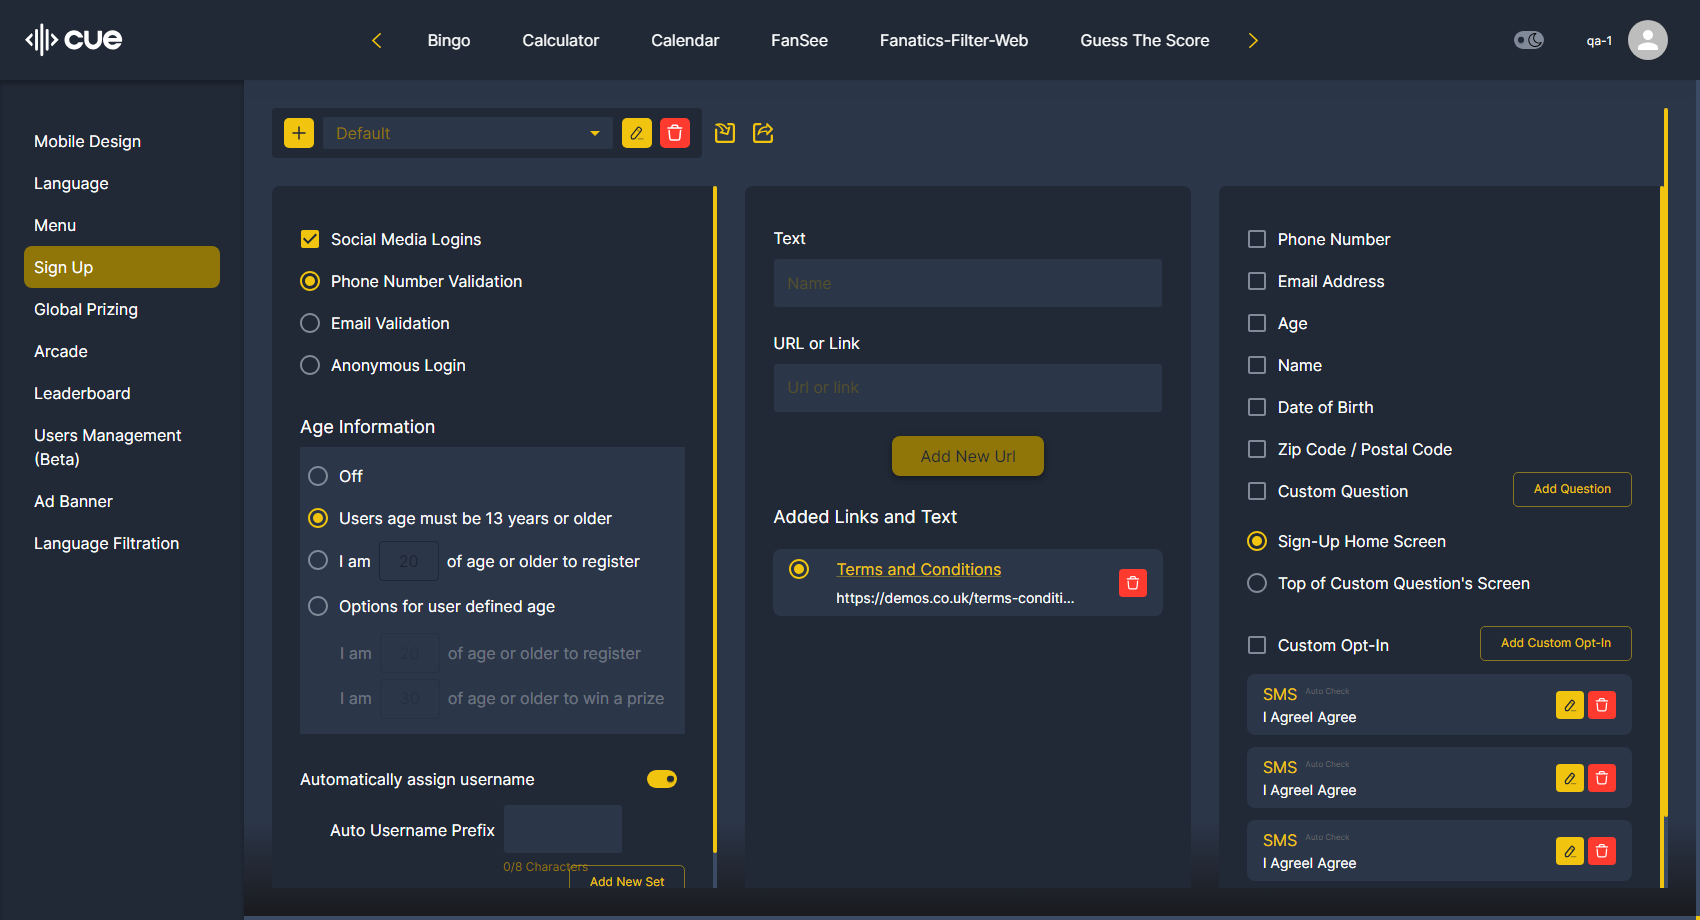 cue
Bingo
Calculator
Calendar
FanSee
Fanatics-Filter-Web
Guess The Score
qa-1
Mobile Design
Language
Menu
Sign Up
Global Prizing
Arcade
Leaderboard
Users Management
(Beta)
Ad Banner
Language Filtration
Default
Social Media Logins
Phone Number Validation
Email Validation
Anonymous Login
Age Information
Off
Users age must be 13 years or older
I am 20 of age or older to register
Options for user defined age
I am 20 of age or older to register
I am 30 of age or older to win a prize
Automatically assign username
Auto Username Prefix
0/8 Characters
Add New Set
Text
Name
URL or Link
Url or link
Add New Url
Added Links and Text
Terms and Conditions
https://demos.co.uk/terms-conditi...
Phone Number
Email Address
Age
Name
Date of Birth
Zip Code / Postal Code
Custom Question
Add Question
Sign-Up Home Screen
Top of Custom Question's Screen
Custom Opt-In
Add Custom Opt-In
SMS Auto Check
I AgreeI Agree
SMS Auto Check
I AgreeI Agree
SMS Auto Check
I AgreeI Agree